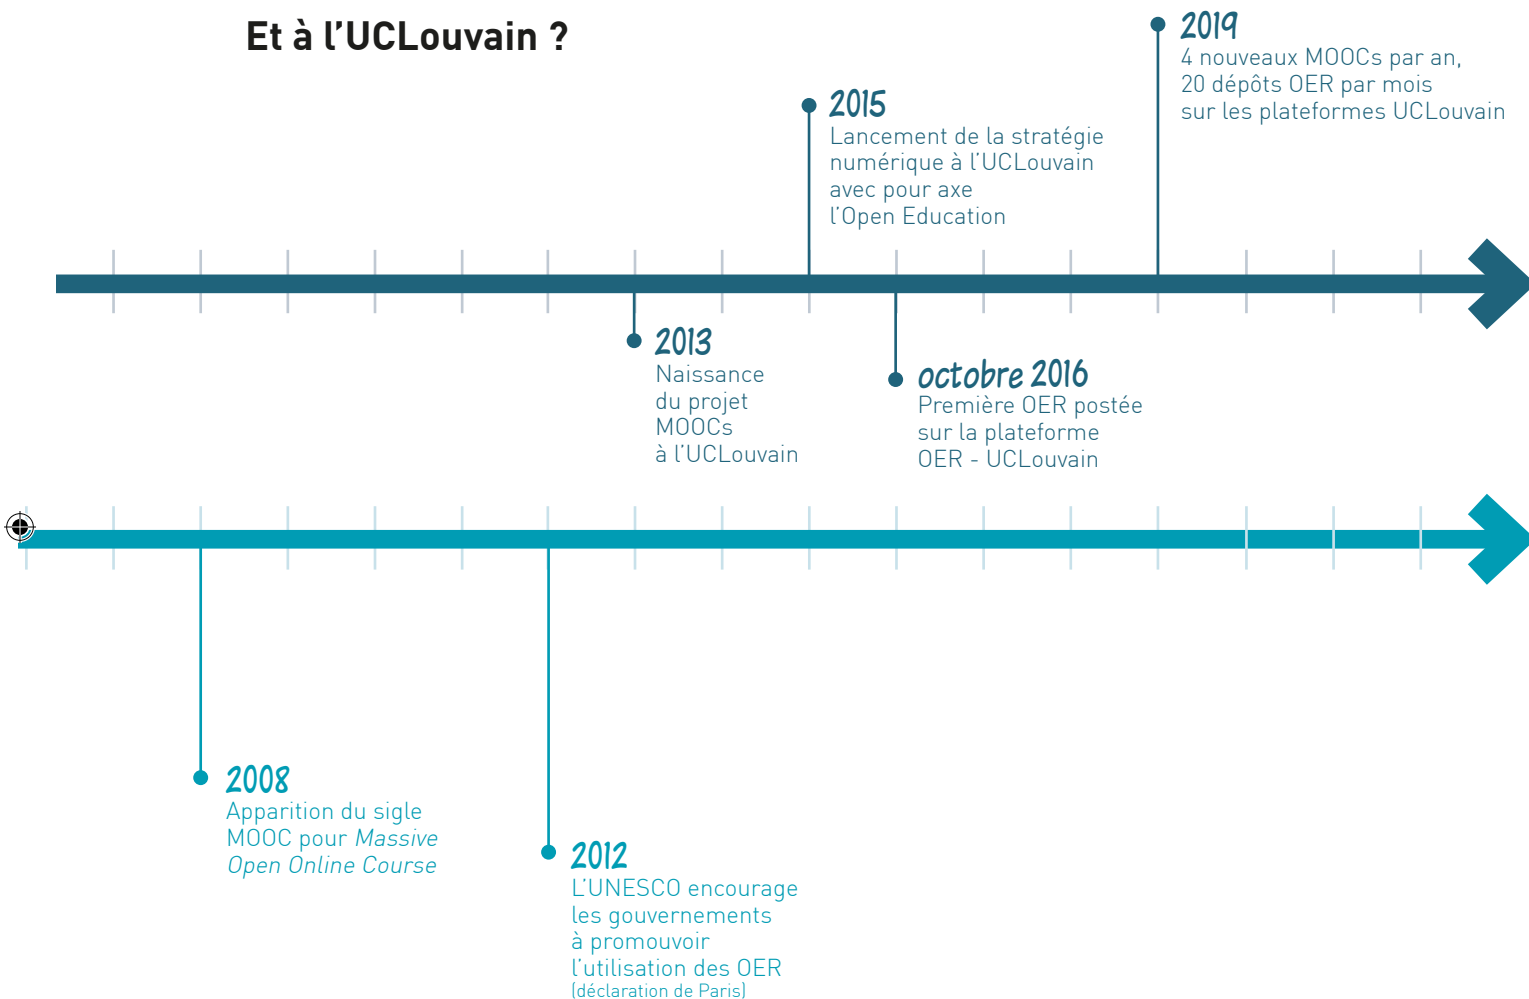 Et à l'UCLouvain ?
2019
4 nouveaux MOOCs par an,
20 dépôts OER par mois
sur les plateformes UCLouvain
2015
Lancement de la stratégie
numérique à l'UCLouvain
avec pour axe
l'Open Education
2013
Naissance
du projet
MOOCs
à l'UCLouvain
octobre 2016
Première OER postée
sur la plateforme
OER - UCLouvain
2008
Apparition du sigle
MOOC pour Massive
Open Online Course
2012
L'UNESCO encourage
les gouvernements
à promouvoir
l'utilisation des OER
(déclaration de Paris)